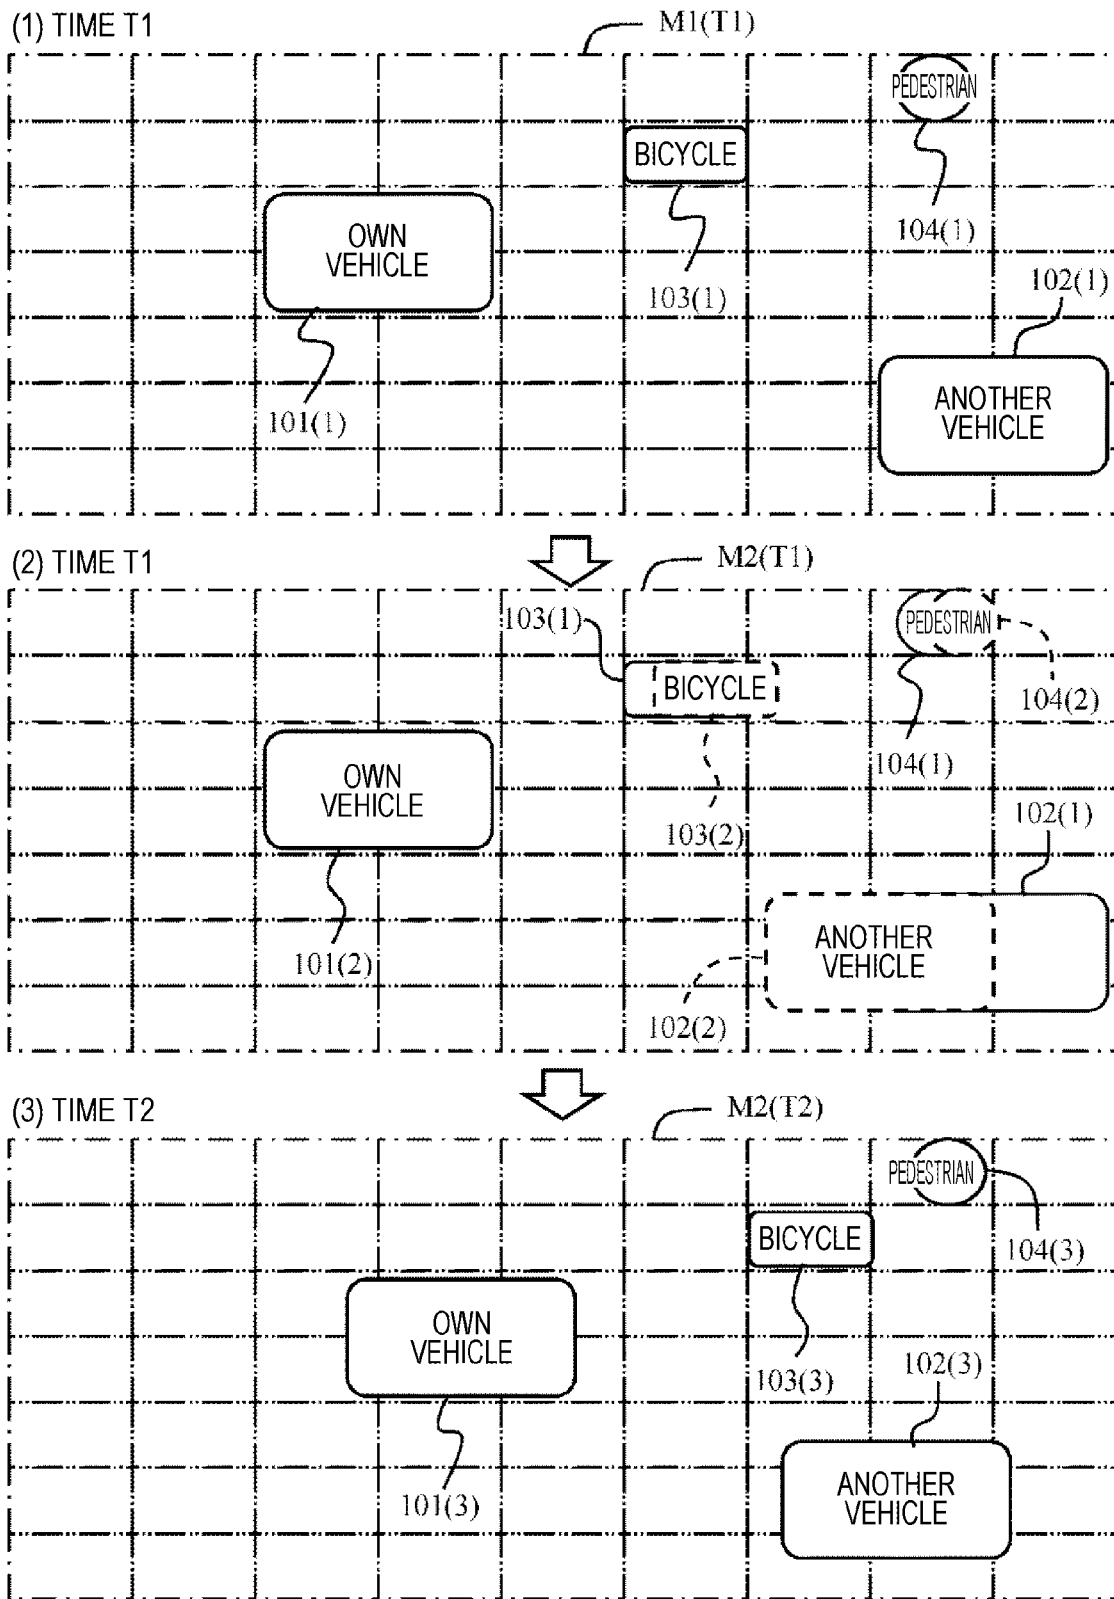 (1) TIME T1
M1(T1)
PEDESTRIAN
BICYCLE
104(1)
OWN
VEHICLE
103(1)
102(1)
ANOTHER
VEHICLE
101(1)
(2) TIME T1
M2(T1)
103(1)
PEDESTRIAN
BICYCLE
104(2)
104(1)
OWN
VEHICLE
103(2)
102(1)
ANOTHER
VEHICLE
101(2)
102(2)
(3) TIME T2
M2(T2)
PEDESTRIAN
BICYCLE
104(3)
OWN
VEHICLE
103(3)
102(3)
101(3)
ANOTHER
VEHICLE